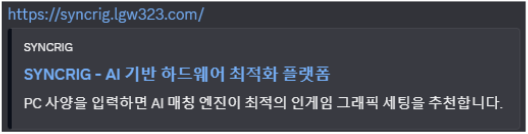 https://syncrig.lgw323.com/
SYNCRIG
SYNCRIG - AI 기반 하드웨어 최적화 플랫폼
PC 사양을 입력하면 AI 매칭 엔진이 최적의 인게임 그래픽 세팅을 추천합니다.